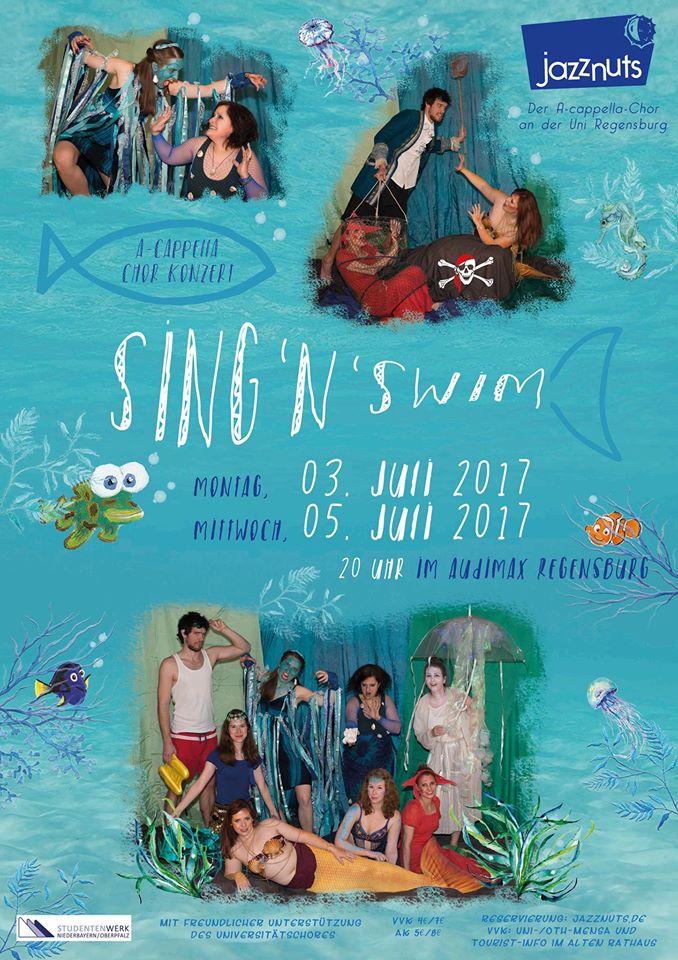 jazznuts
Der A-cappella-Chor
an der Uni Regensburg
A-CAPPELLA
CHOR KONZERT
SING 'N' SWIM
MONTAG, 03. JULI 2017
MITTWOCH, 05. JULI 2017
20 UHR IM AUDIMAX REGENSBURG
STUDENTENWERK
NIEDERBAYERN/OBERPFALZ
MIT FREUNDLICHER UNTERSTÜTZUNG
DES UNIVERSITÄTSCHORES
VVK 4€/7€
AK 5€/8€
RESERVIERUNG: JAZZNUTS.DE
VVK: UNI-/OTH-MENSA UND
TOURIST-INFO IM ALTEN RATHAUS